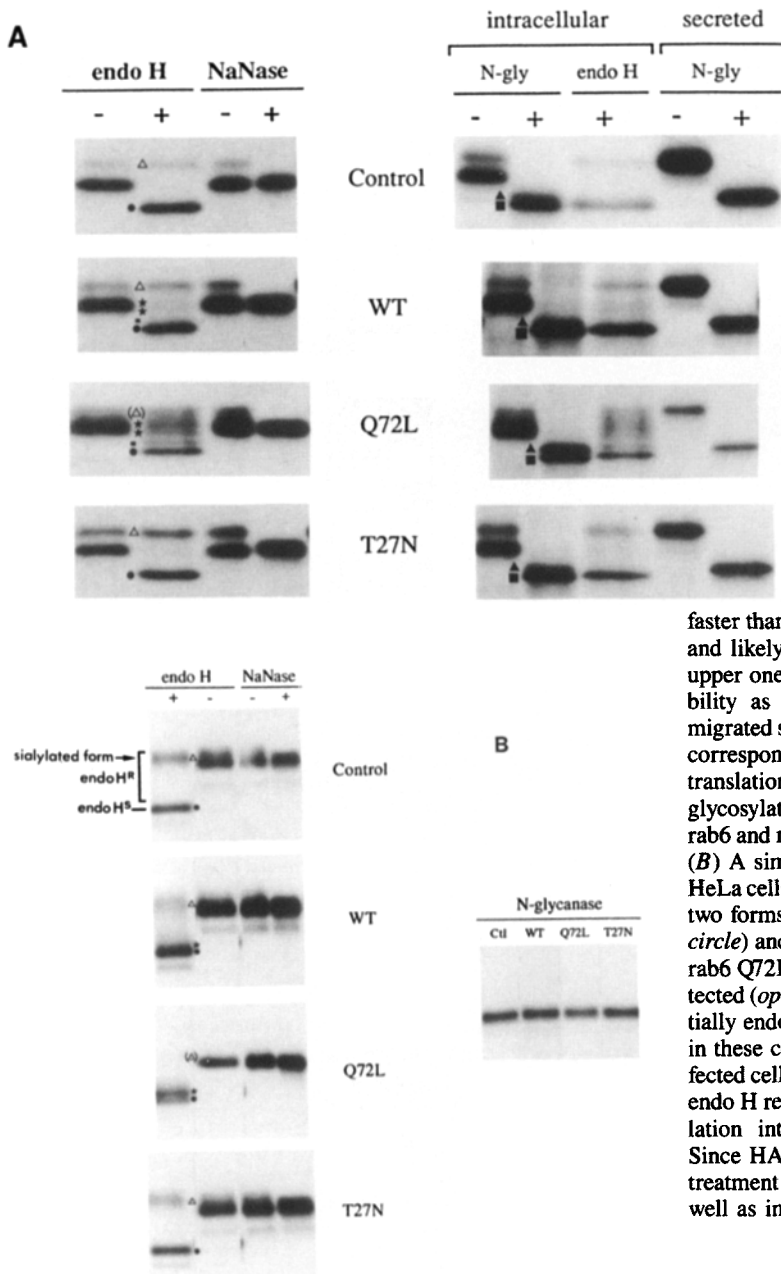 A
endo H NaNase
- + - +
intracellular secreted
N-gly endo H N-gly
- + + - +
Control
WT
Q72L
T27N
(△)
faster than
and likely
upper one
bility as
migrated s
correspon
translation
glycosylat
rab6 and r
(B) A sim
HeLa cell
two forms
circle) and
rab6 Q72L
tected (op
tially endo
in these c
fected cell
endo H re
lation int
Since HA
treatment
well as in
endo H NaNase
+ - - +
sialylated form
endo Hᴿ
endo Hˢ
Control
WT
Q72L
T27N
B
N-glycanase
Ctl WT Q72L T27N